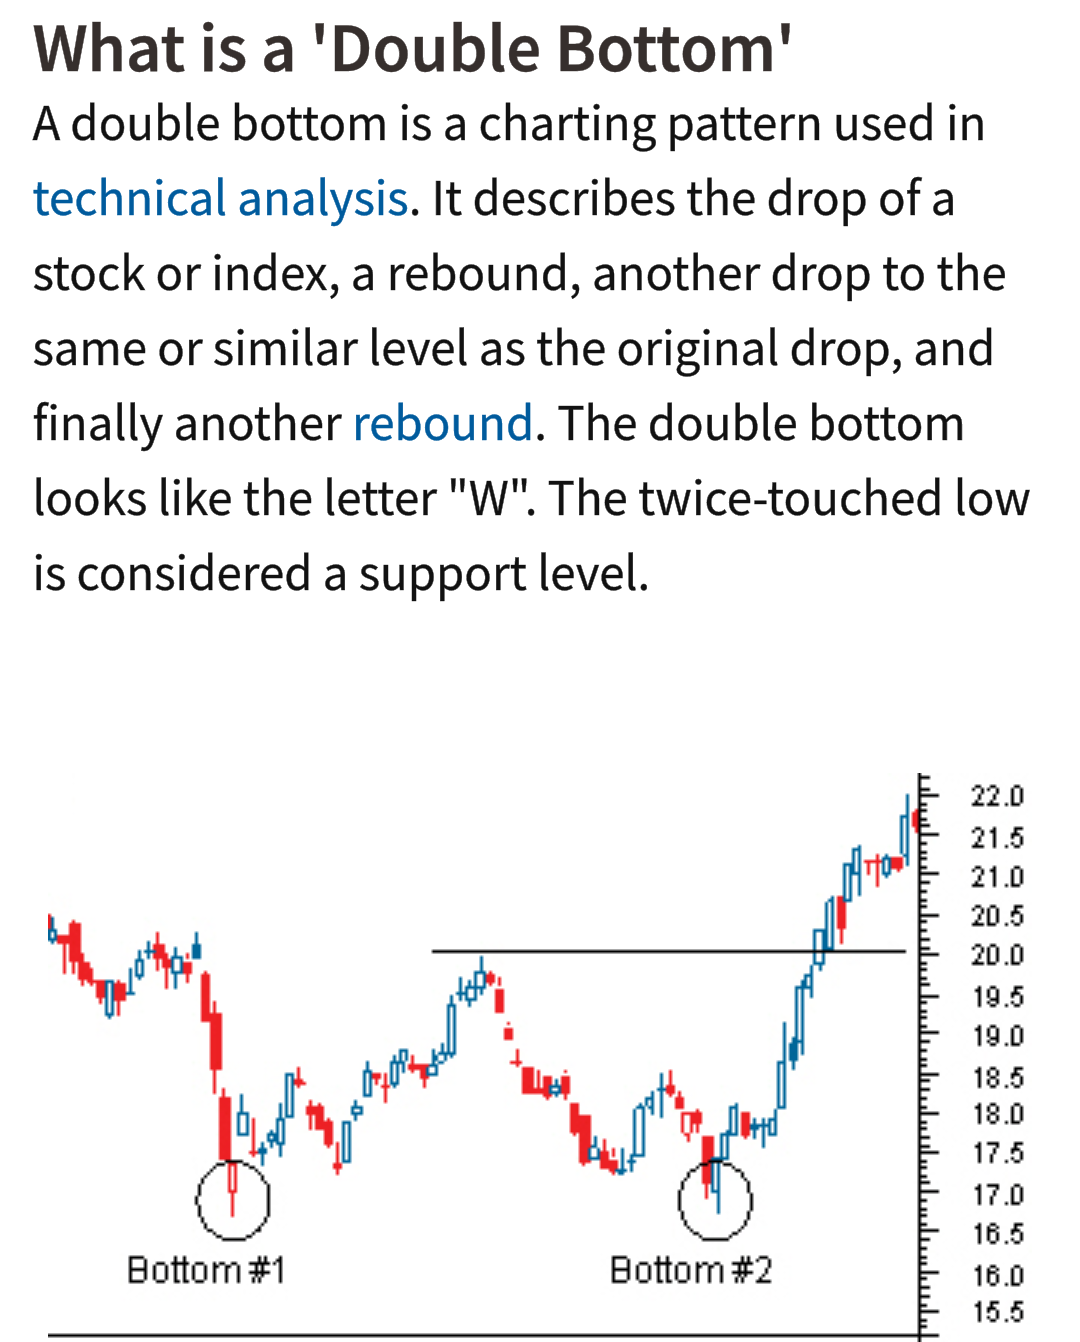 What is a 'Double Bottom'
A double bottom is a charting pattern used in
technical analysis. It describes the drop of a
stock or index, a rebound, another drop to the
same or similar level as the original drop, and
finally another rebound. The double bottom
looks like the letter "W". The twice-touched low
is considered a support level.
22.0
21.5
21.0
20.5
20.0
19.5
19.0
18.5
18.0
17.5
17.0
16.5
Bottom #1
Bottom #2
16.0
15.5